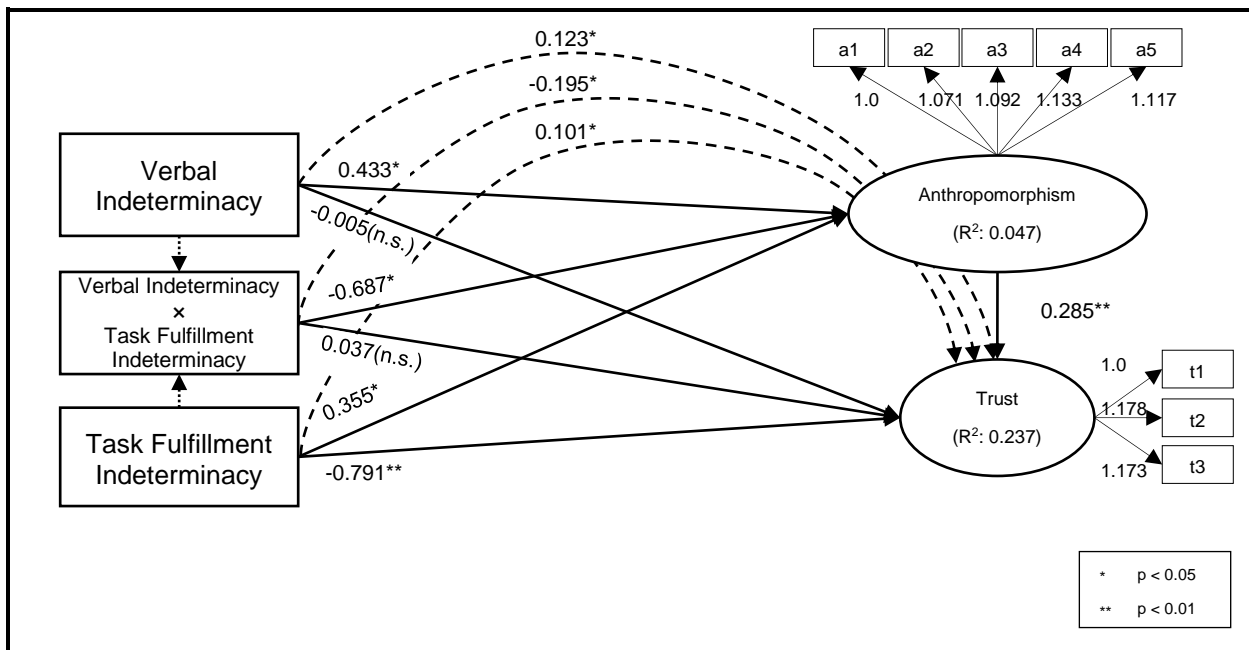 0.123*
-0.195*
0.101*
a1
a2
a3
a4
a5
1.0
1.071
1.092
1.133
1.117
Verbal
Indeterminacy
0.433*
-0.005(n.s.)
Anthropomorphism
(R²: 0.047)
Verbal Indeterminacy
×
Task Fulfillment
Indeterminacy
-0.687*
0.037(n.s.)
0.285**
Task Fulfillment
Indeterminacy
0.355*
-0.791**
Trust
(R²: 0.237)
1.0
1.178
1.173
t1
t2
t3
* p < 0.05
** p < 0.01